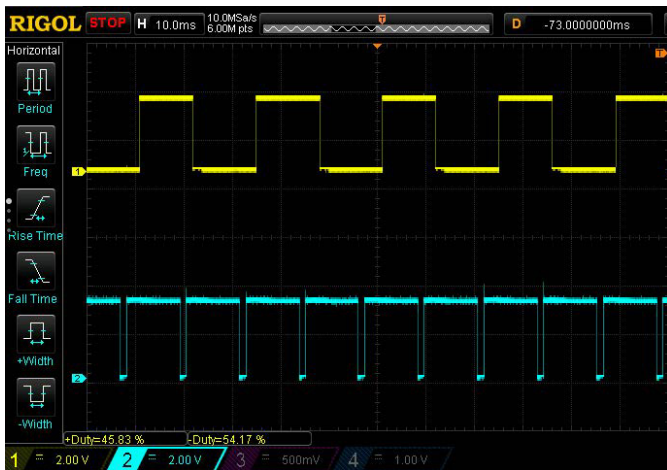 RIGOL STOP H 10.0ms 10.0MSa/s 6.00M pts T D -73.0000000ms
Horizontal
T
Period
1
Freq
Rise Time
Fall Time
+Width
2
-Width
+Duty=45.83 % -Duty=54.17 %
1 = 2.00 V 2 = 2.00 V 3 = 500mV 4 = 1.00 V